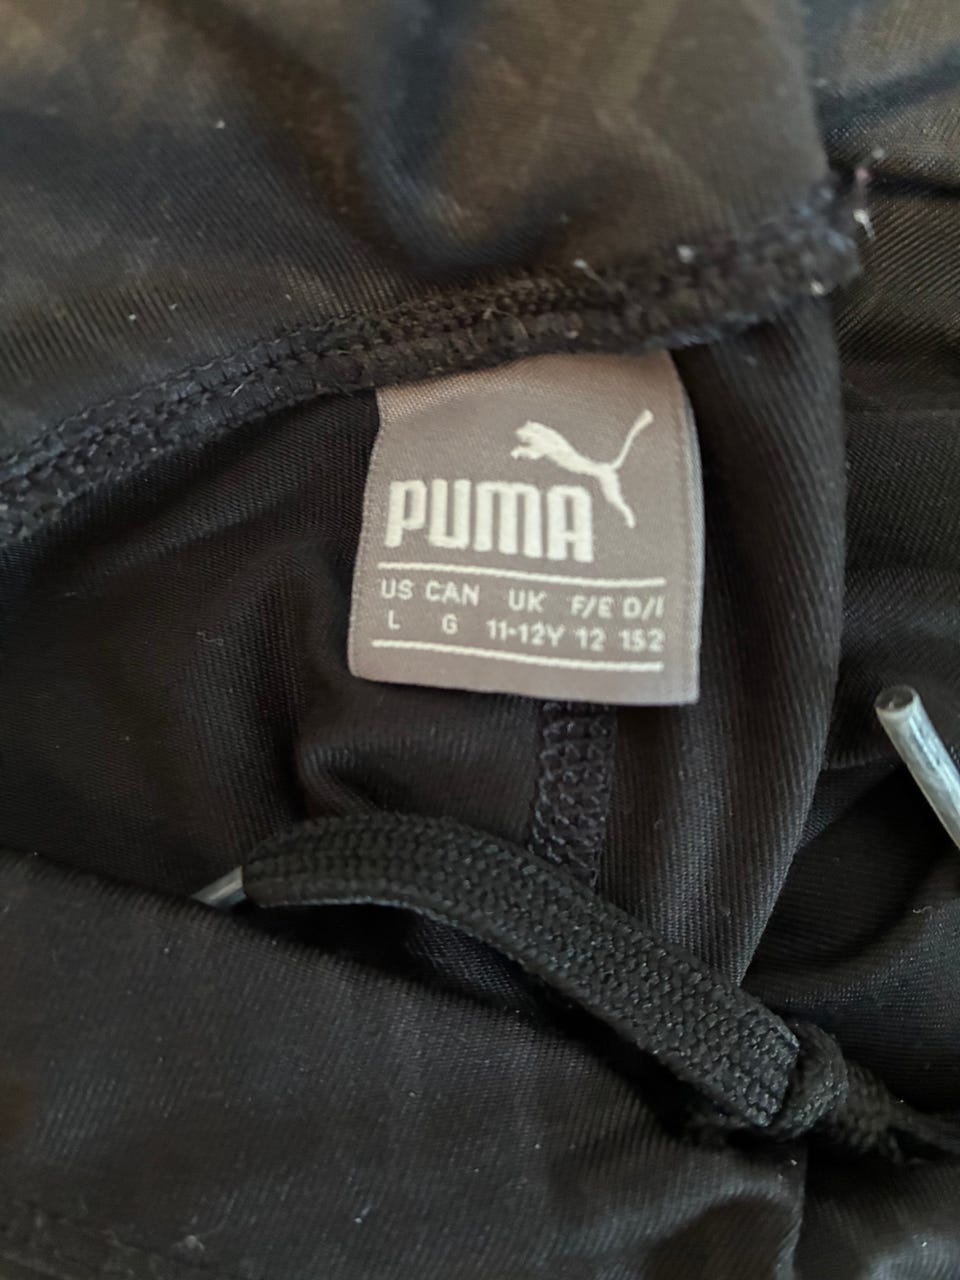 PUMA
US CAN UK F/E D/I
L G 11-12Y 12 152